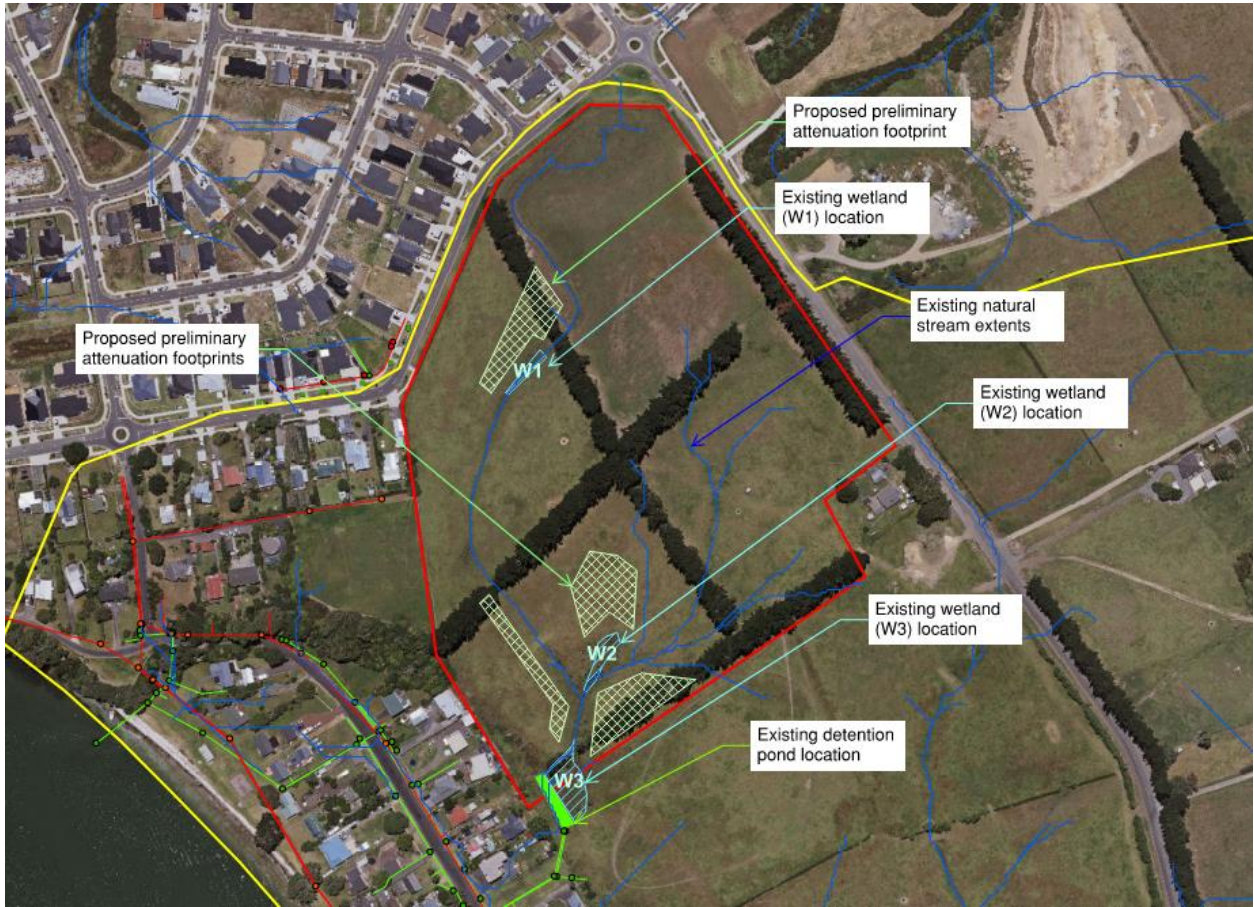 Proposed preliminary
attenuation footprint
Existing wetland
(W1) location
Existing natural
stream extents
Proposed preliminary
attenuation footprints
W1
Existing wetland
(W2) location
Existing wetland
(W3) location
W2
Existing detention
pond location
W3